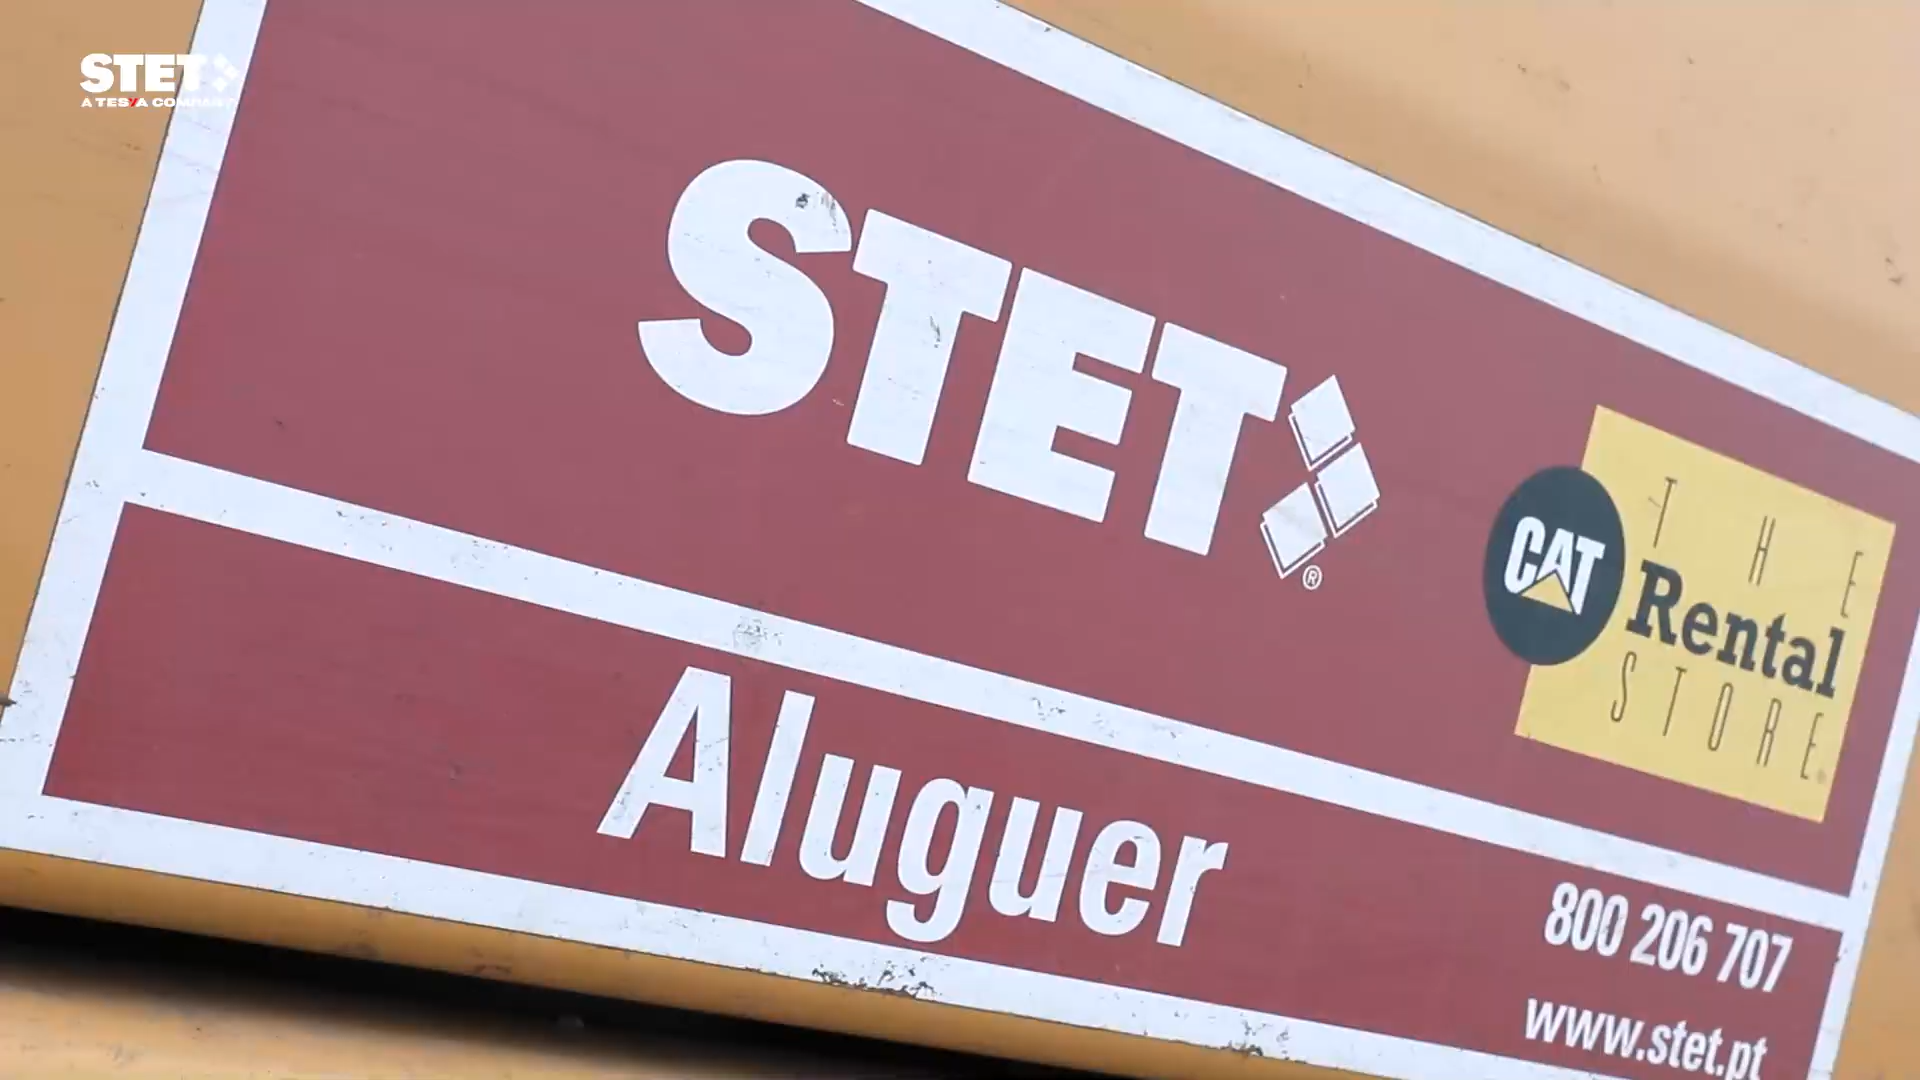 STET
A TESYA COMPANY
STET
®
CAT
THE
Rental
STORE
Aluguer
800 206 707
www.stet.pt